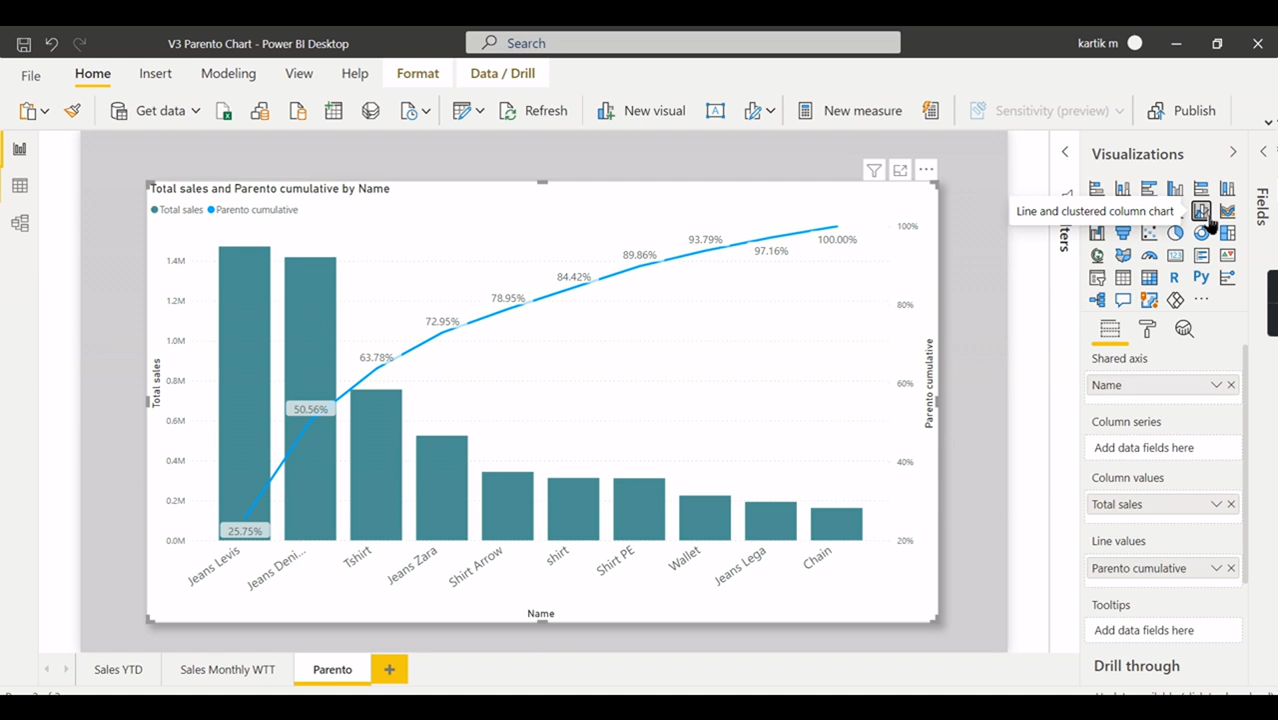 V3 Parento Chart - Power BI Desktop
Search
kartik m
File Home Insert Modeling View Help Format Data / Drill
Get data Refresh New visual New measure Sensitivity (preview) Publish
Visualizations
Line and clustered column chart
Fields
R Py
Total sales and Parento cumulative by Name
Total sales Parento cumulative
1.4M
1.2M
1.0M
0.8M
0.6M
0.4M
0.2M
0.0M
Total sales
25.75%
50.56%
63.78%
72.95%
78.95%
84.42%
89.86%
93.79%
97.16%
100.00%
100%
80%
60%
40%
20%
Parento cumulative
Jeans Levis
Jeans Deni...
Tshirt
Jeans Zara
Shirt Arrow
shirt
Shirt PE
Wallet
Jeans Lega
Chain
Name
Shared axis
Name
Column series
Add data fields here
Column values
Total sales
Line values
Parento cumulative
Tooltips
Add data fields here
Drill through
Sales YTD
Sales Monthly WTT
Parento